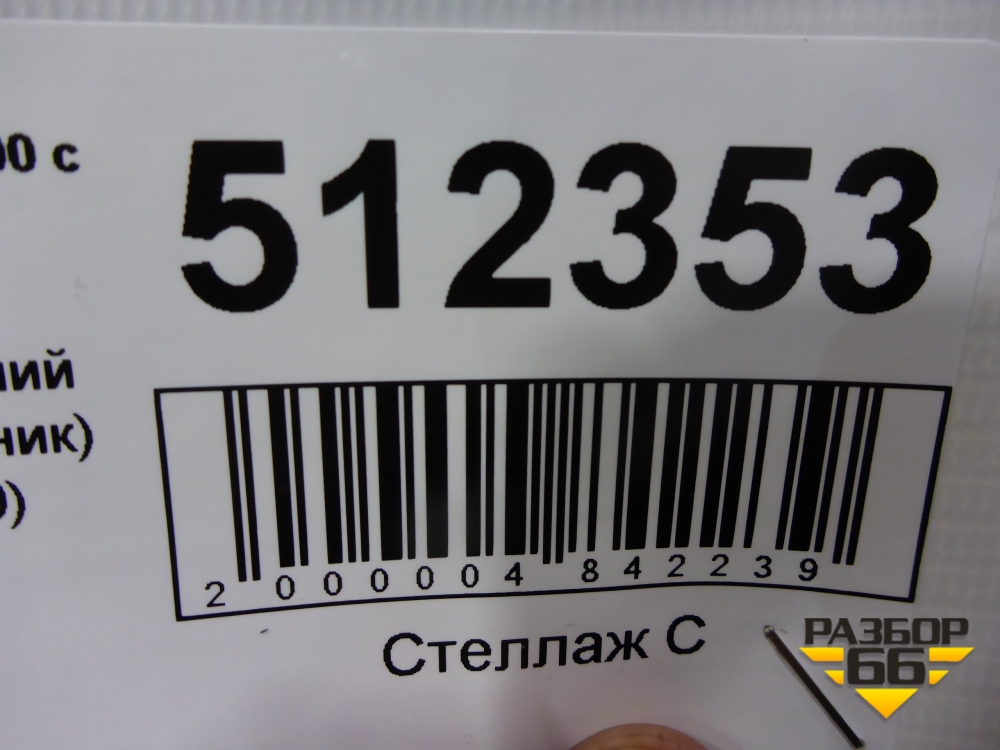 00 с
512353
ний
ник)
2 000004 842239
Стеллаж С
РАЗБОР
66